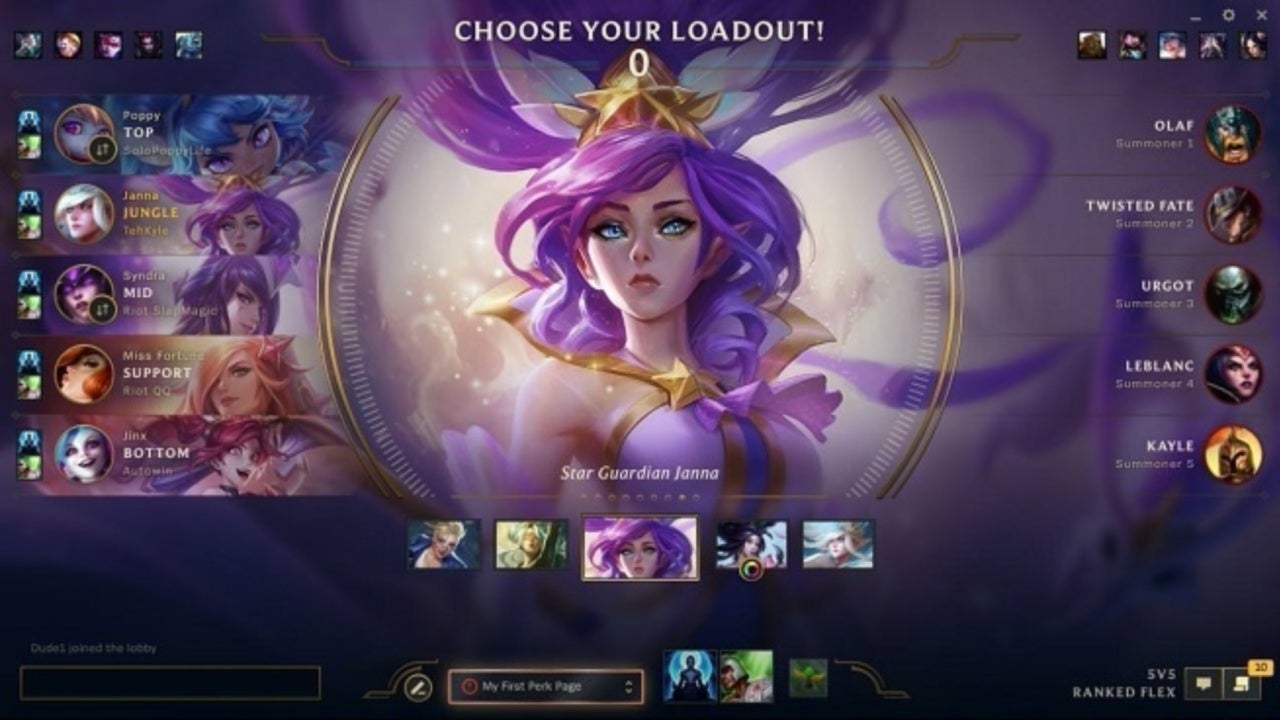 CHOOSE YOUR LOADOUT!
0
Poppy
TOP
SoloPoppyLife
Janna
JUNGLE
TehKyle
Syndra
MID
Riot SlapMagic
Miss Fortune
SUPPORT
Riot QQ
Jinx
BOTTOM
Autowin
OLAF
Summoner 1
TWISTED FATE
Summoner 2
URGOT
Summoner 3
LEBLANC
Summoner 4
KAYLE
Summoner 5
Star Guardian Janna
Dude1 joined the lobby
My First Perk Page
5V5
RANKED FLEX
20